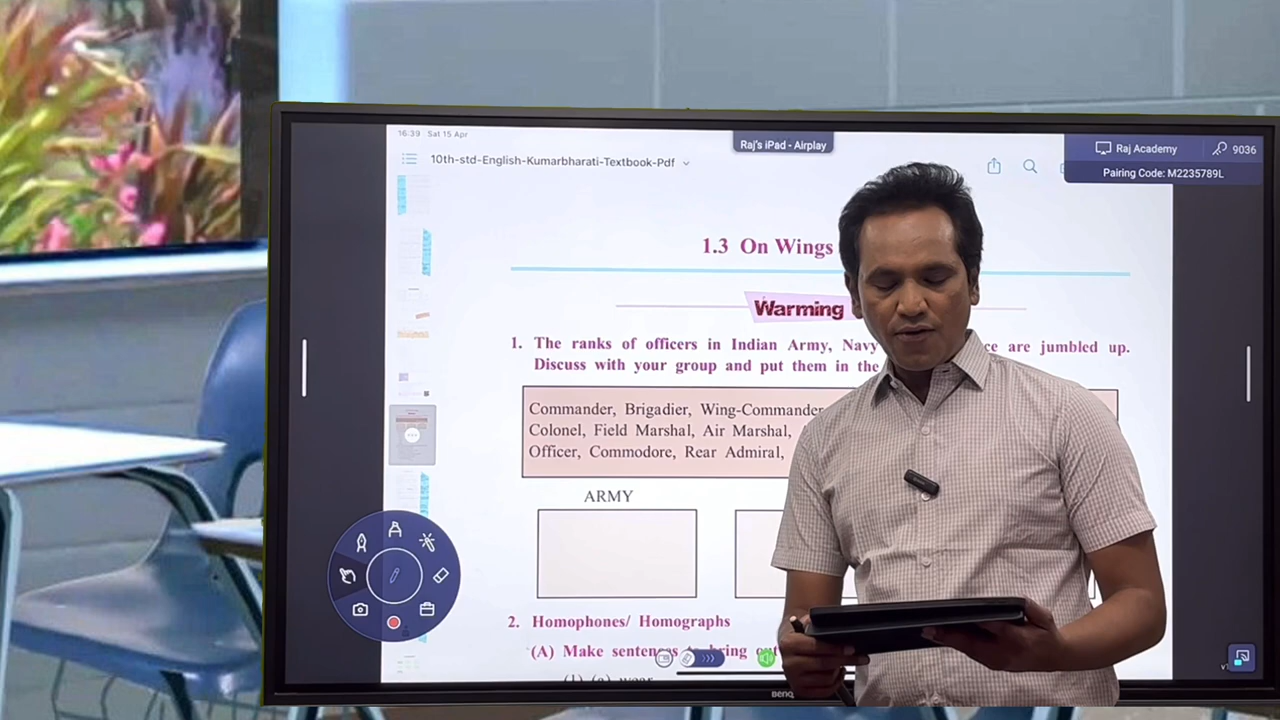 16:39 Sat 15 Apr
Raj's iPad - Airplay
Raj Academy
9036
10th-std-English-Kumarbharati-Textbook-Pdf
Pairing Code: M2235789L
1.3 On Wings
Warming
1. The ranks of officers in Indian Army, Navy are jumbled up.
Discuss with your group and put them in the
Commander, Brigadier, Wing-Commander
Colonel, Field Marshal, Air Marshal,
Officer, Commodore, Rear Admiral,
ARMY
2. Homophones/ Homographs
(A) Make sentences
(1) (a) wear
BenQ